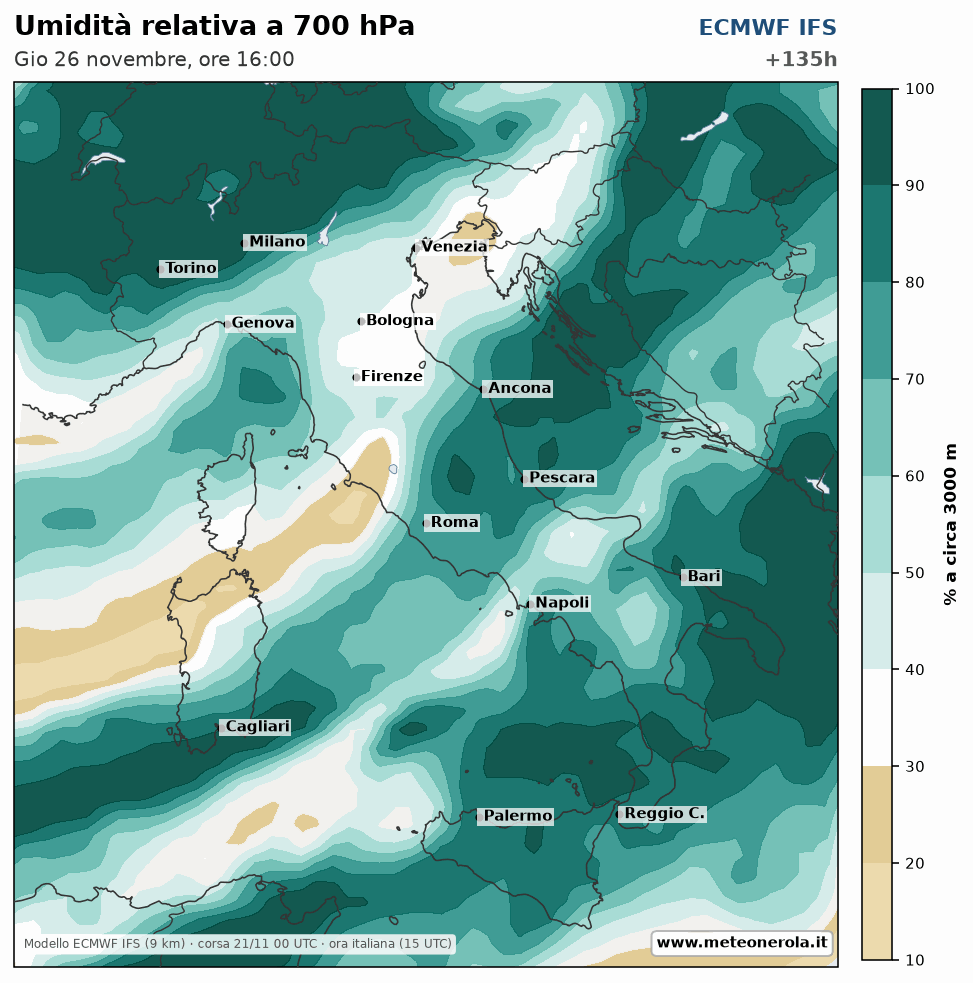 Umidità relativa a 700 hPa
ECMWF IFS
Gio 26 novembre, ore 16:00
+135h
100
90
80
70
60
50
40
30
20
10
% a circa 3000 m
Milano
Venezia
Torino
Genova
Bologna
Firenze
Ancona
Pescara
Roma
Bari
Napoli
Cagliari
Palermo
Reggio C.
Modello ECMWF IFS (9 km) · corsa 21/11 00 UTC · ora italiana (15 UTC)
www.meteonerola.it